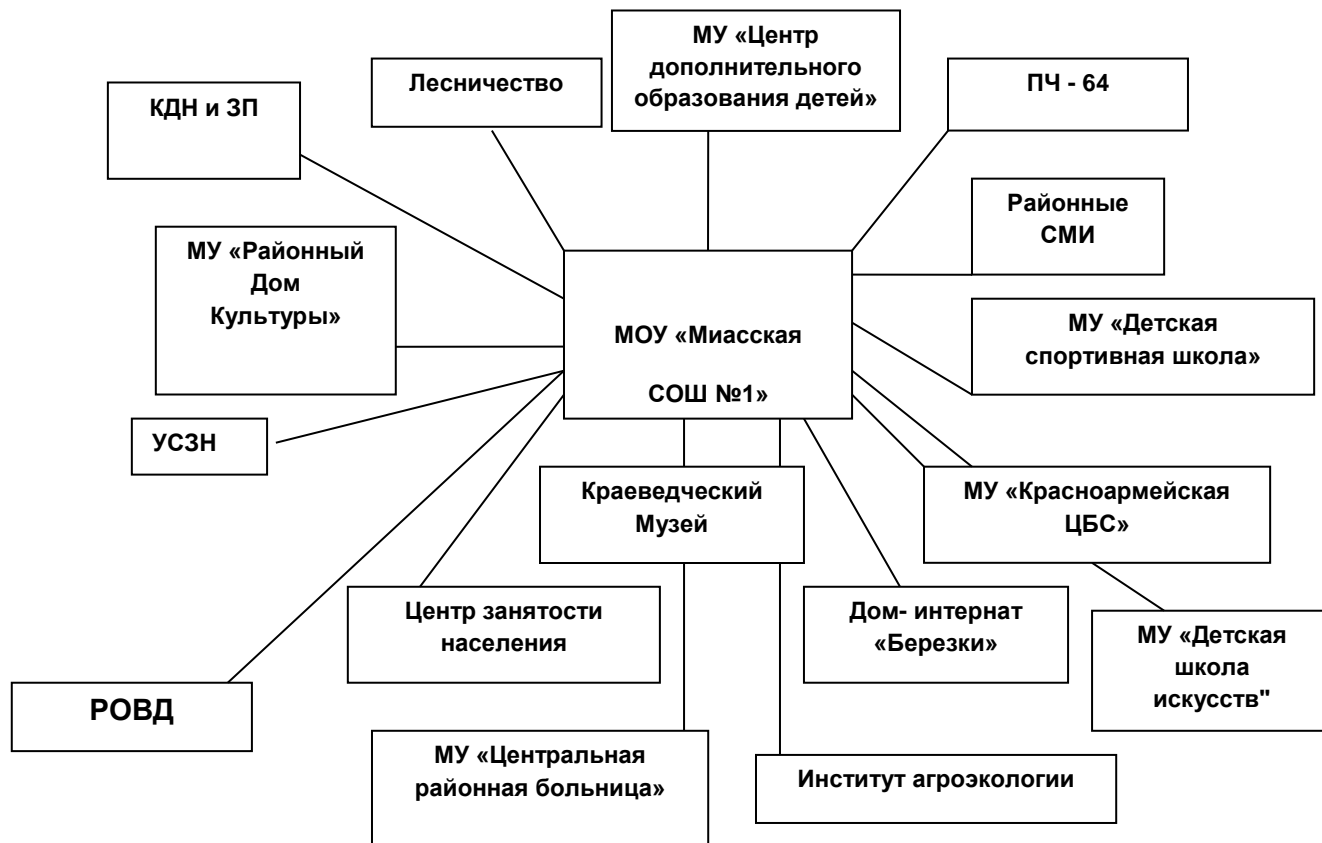 МУ «Центр
дополнительного
образования детей»
Лесничество
ПЧ - 64
КДН и ЗП
Районные
СМИ
МУ «Районный
Дом
Культуры»
МУ «Детская
спортивная школа»
МОУ «Миасская
СОШ №1»
УСЗН
Краеведческий
Музей
МУ «Красноармейская
ЦБС»
Центр занятости
населения
Дом- интернат
«Березки»
МУ «Детская
школа
искусств"
РОВД
МУ «Центральная
районная больница»
Институт агроэкологии